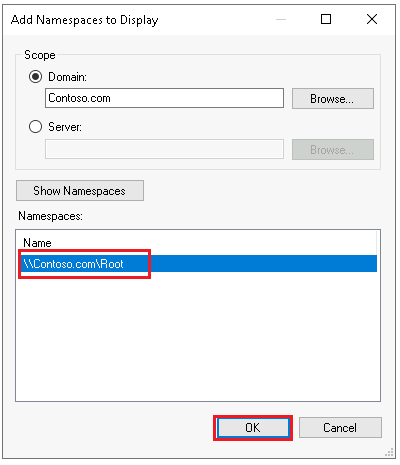 Add Namespaces to Display
Scope
Domain:
Contoso.com
Browse...
Server:
Browse...
Show Namespaces
Namespaces:
Name
\\Contoso.com\Root
OK
Cancel